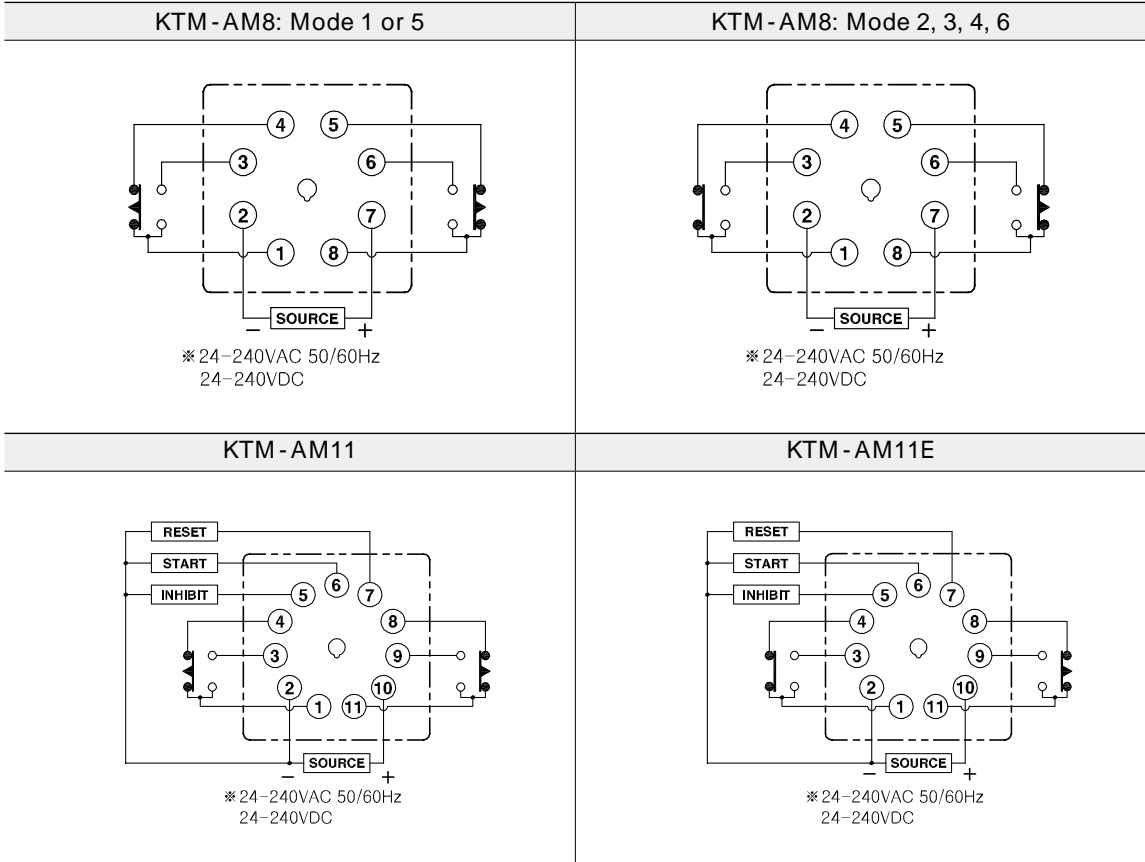 KTM-AM8: Mode 1 or 5
KTM-AM8: Mode 2, 3, 4, 6
4 5
3 6
2 7
1 8
SOURCE
− +
※24-240VAC 50/60Hz
24-240VDC
4 5
3 6
2 7
1 8
SOURCE
− +
※24-240VAC 50/60Hz
24-240VDC
KTM-AM11
KTM-AM11E
RESET
START
INHIBIT
6
5 7
4 8
3 9
2 10
1 11
SOURCE
− +
※24-240VAC 50/60Hz
24-240VDC
RESET
START
INHIBIT
6
5 7
4 8
3 9
2 10
1 11
SOURCE
− +
※24-240VAC 50/60Hz
24-240VDC